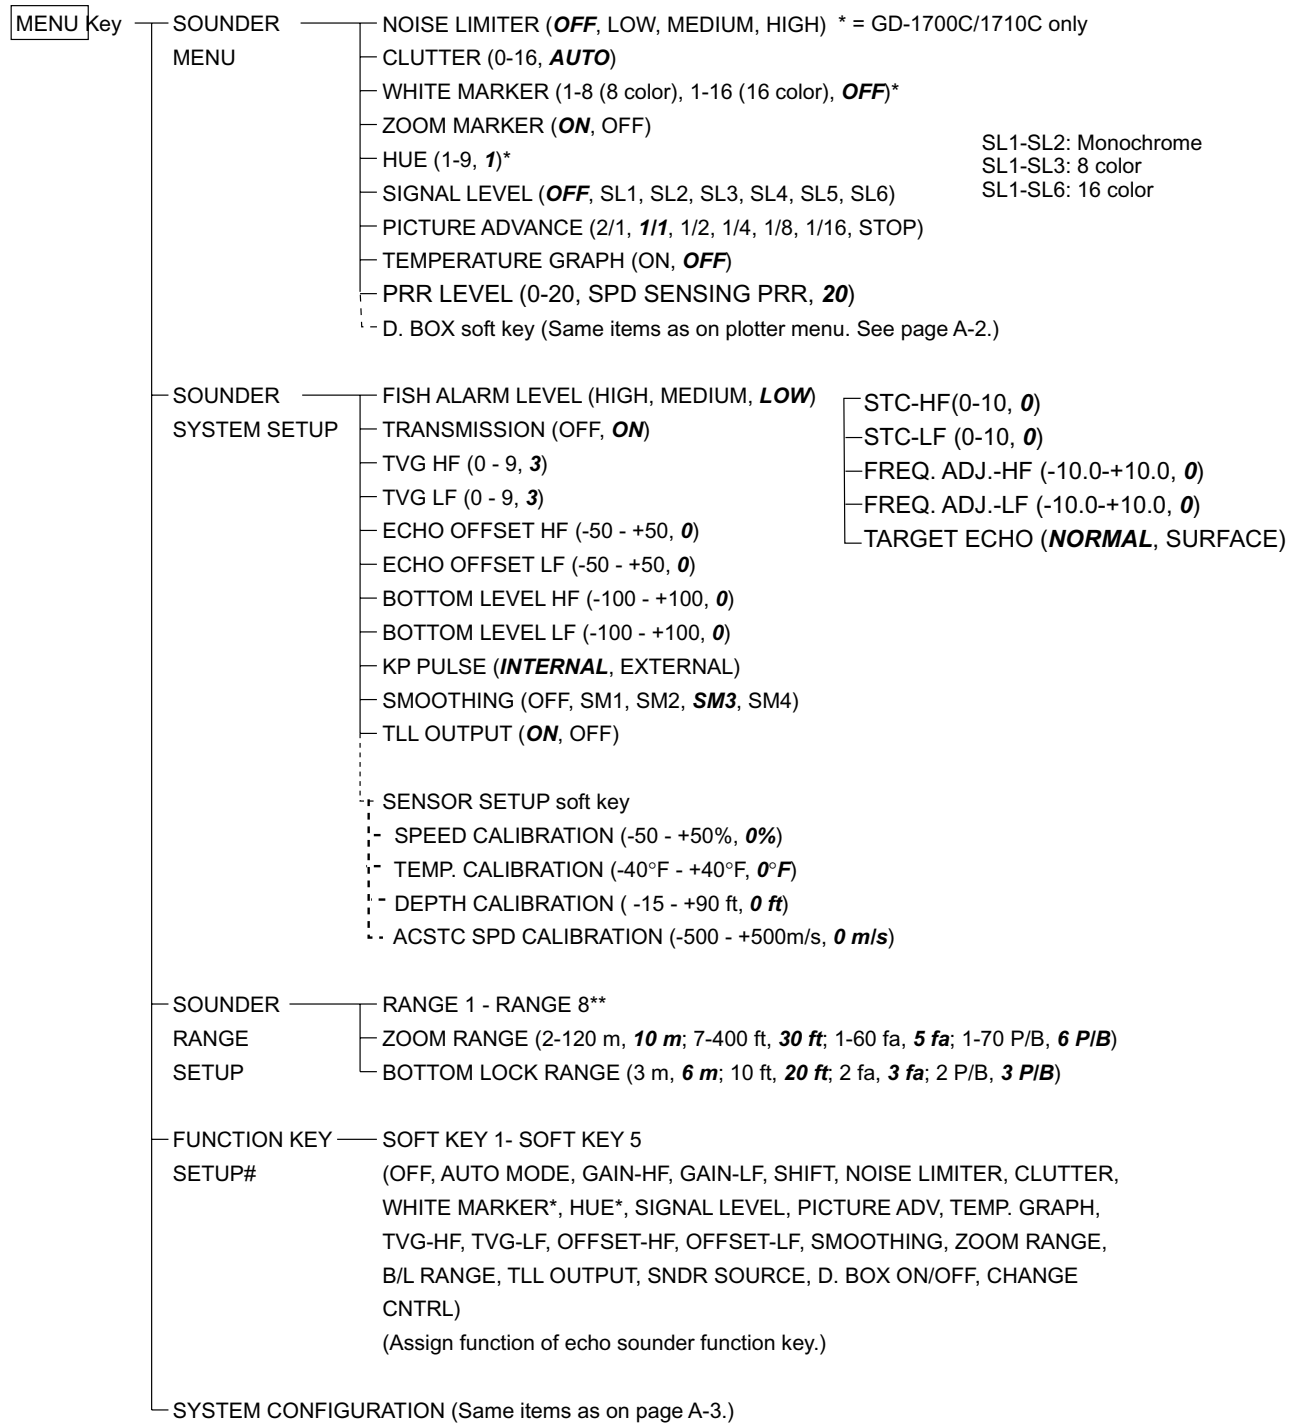 MENU Key
SOUNDER
MENU
NOISE LIMITER (OFF, LOW, MEDIUM, HIGH) * = GD-1700C/1710C only
CLUTTER (0-16, AUTO)
WHITE MARKER (1-8 (8 color), 1-16 (16 color), OFF)*
ZOOM MARKER (ON, OFF)
HUE (1-9, 1)*
SIGNAL LEVEL (OFF, SL1, SL2, SL3, SL4, SL5, SL6)
PICTURE ADVANCE (2/1, 1/1, 1/2, 1/4, 1/8, 1/16, STOP)
TEMPERATURE GRAPH (ON, OFF)
PRR LEVEL (0-20, SPD SENSING PRR, 20)
D. BOX soft key (Same items as on plotter menu. See page A-2.)
SL1-SL2: Monochrome
SL1-SL3: 8 color
SL1-SL6: 16 color
SOUNDER
SYSTEM SETUP
FISH ALARM LEVEL (HIGH, MEDIUM, LOW)
TRANSMISSION (OFF, ON)
TVG HF (0 - 9, 3)
TVG LF (0 - 9, 3)
ECHO OFFSET HF (-50 - +50, 0)
ECHO OFFSET LF (-50 - +50, 0)
BOTTOM LEVEL HF (-100 - +100, 0)
BOTTOM LEVEL LF (-100 - +100, 0)
KP PULSE (INTERNAL, EXTERNAL)
SMOOTHING (OFF, SM1, SM2, SM3, SM4)
TLL OUTPUT (ON, OFF)
STC-HF(0-10, 0)
STC-LF (0-10, 0)
FREQ. ADJ.-HF (-10.0-+10.0, 0)
FREQ. ADJ.-LF (-10.0-+10.0, 0)
TARGET ECHO (NORMAL, SURFACE)
SENSOR SETUP soft key
SPEED CALIBRATION (-50 - +50%, 0%)
TEMP. CALIBRATION (-40°F - +40°F, 0°F)
DEPTH CALIBRATION ( -15 - +90 ft, 0 ft)
ACSTC SPD CALIBRATION (-500 - +500m/s, 0 m/s)
SOUNDER
RANGE
SETUP
RANGE 1 - RANGE 8**
ZOOM RANGE (2-120 m, 10 m; 7-400 ft, 30 ft; 1-60 fa, 5 fa; 1-70 P/B, 6 P/B)
BOTTOM LOCK RANGE (3 m, 6 m; 10 ft, 20 ft; 2 fa, 3 fa; 2 P/B, 3 P/B)
FUNCTION KEY
SETUP#
SOFT KEY 1- SOFT KEY 5
(OFF, AUTO MODE, GAIN-HF, GAIN-LF, SHIFT, NOISE LIMITER, CLUTTER,
WHITE MARKER*, HUE*, SIGNAL LEVEL, PICTURE ADV, TEMP. GRAPH,
TVG-HF, TVG-LF, OFFSET-HF, OFFSET-LF, SMOOTHING, ZOOM RANGE,
B/L RANGE, TLL OUTPUT, SNDR SOURCE, D. BOX ON/OFF, CHANGE
CNTRL)
(Assign function of echo sounder function key.)
SYSTEM CONFIGURATION (Same items as on page A-3.)